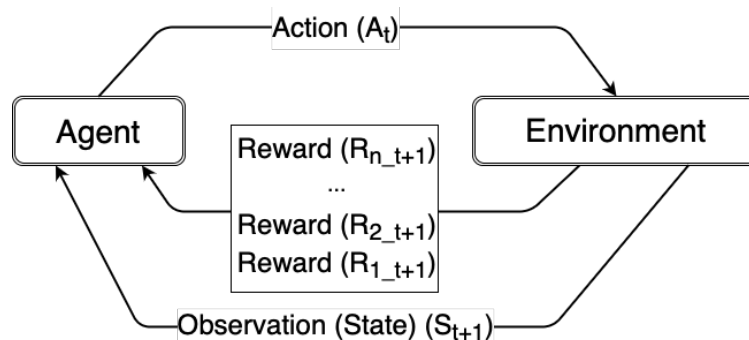 Action (Aₜ)
Agent
Environment
Reward (Rₙ_ₜ₊₁)
...
Reward (R₂_ₜ₊₁)
Reward (R₁_ₜ₊₁)
Observation (State) (Sₜ₊₁)